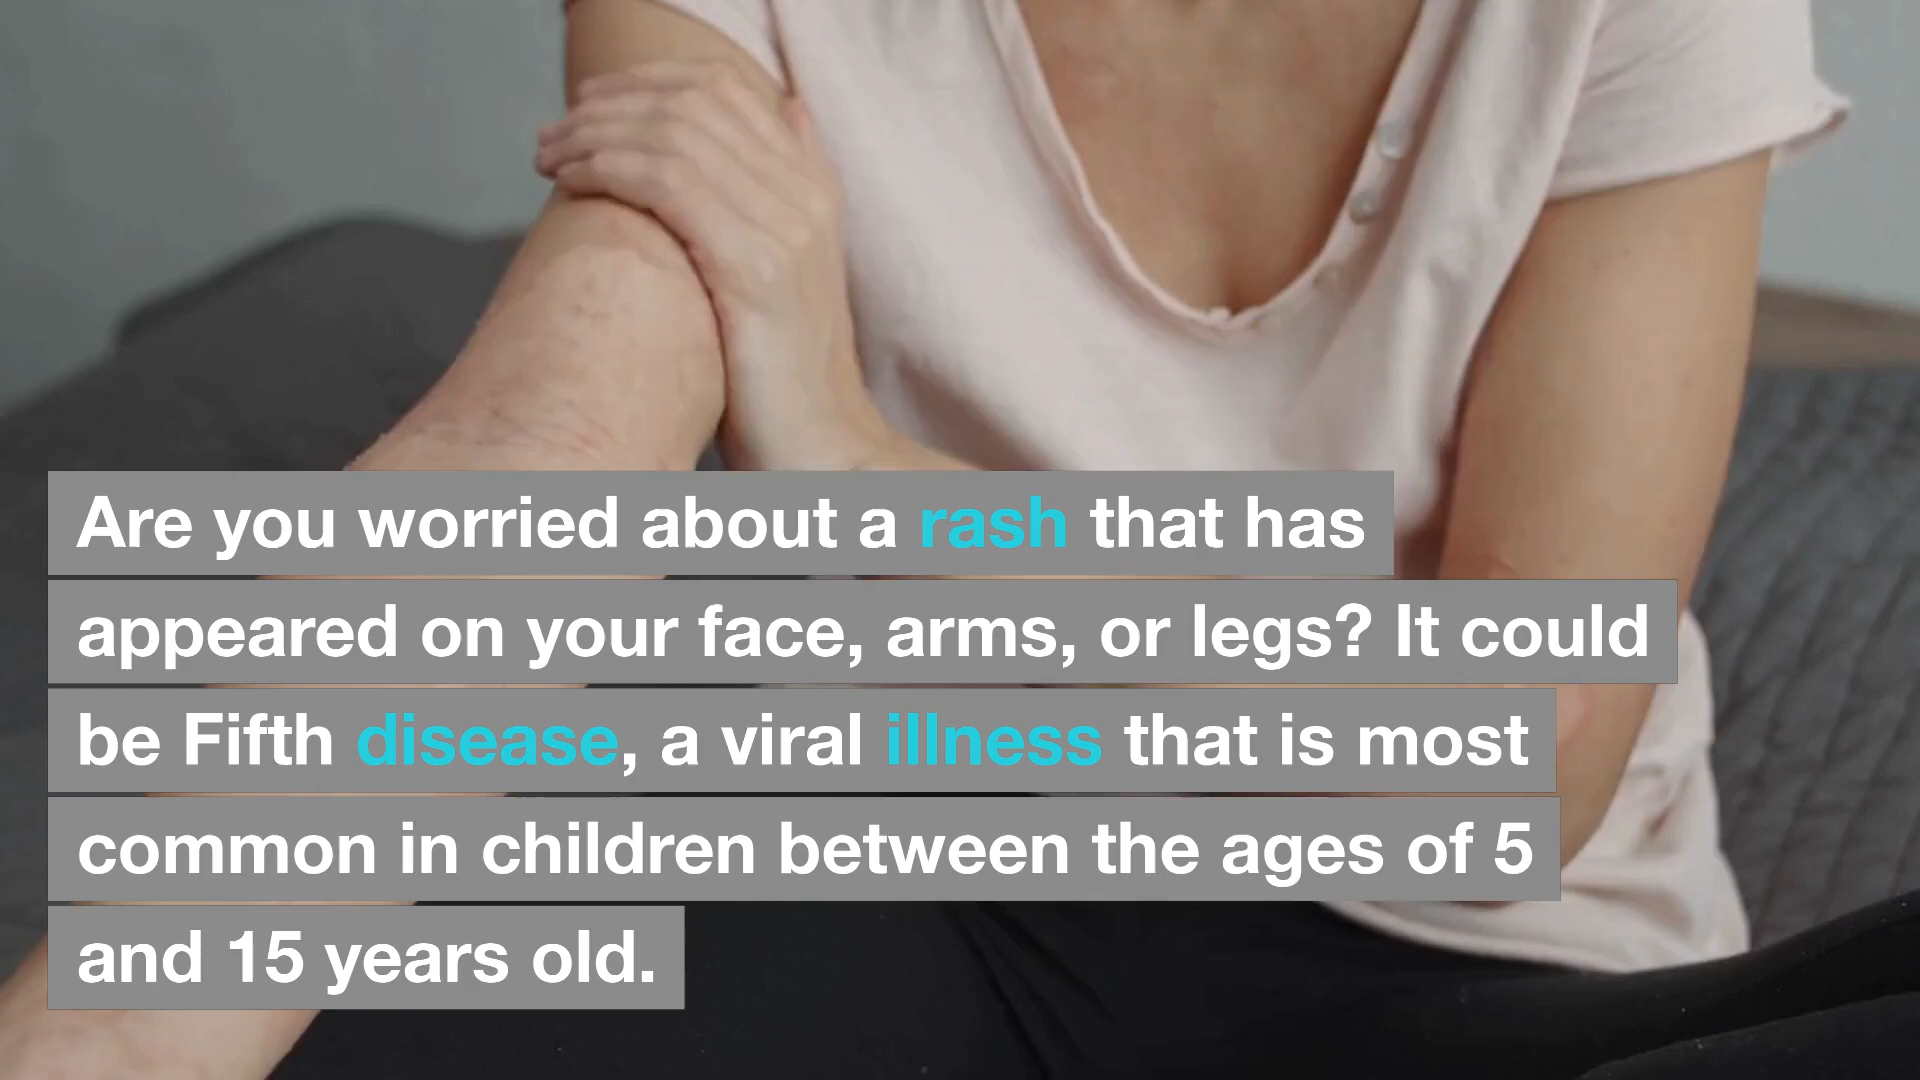 Are you worried about a rash that has
appeared on your face, arms, or legs? It could
be Fifth disease, a viral illness that is most
common in children between the ages of 5
and 15 years old.